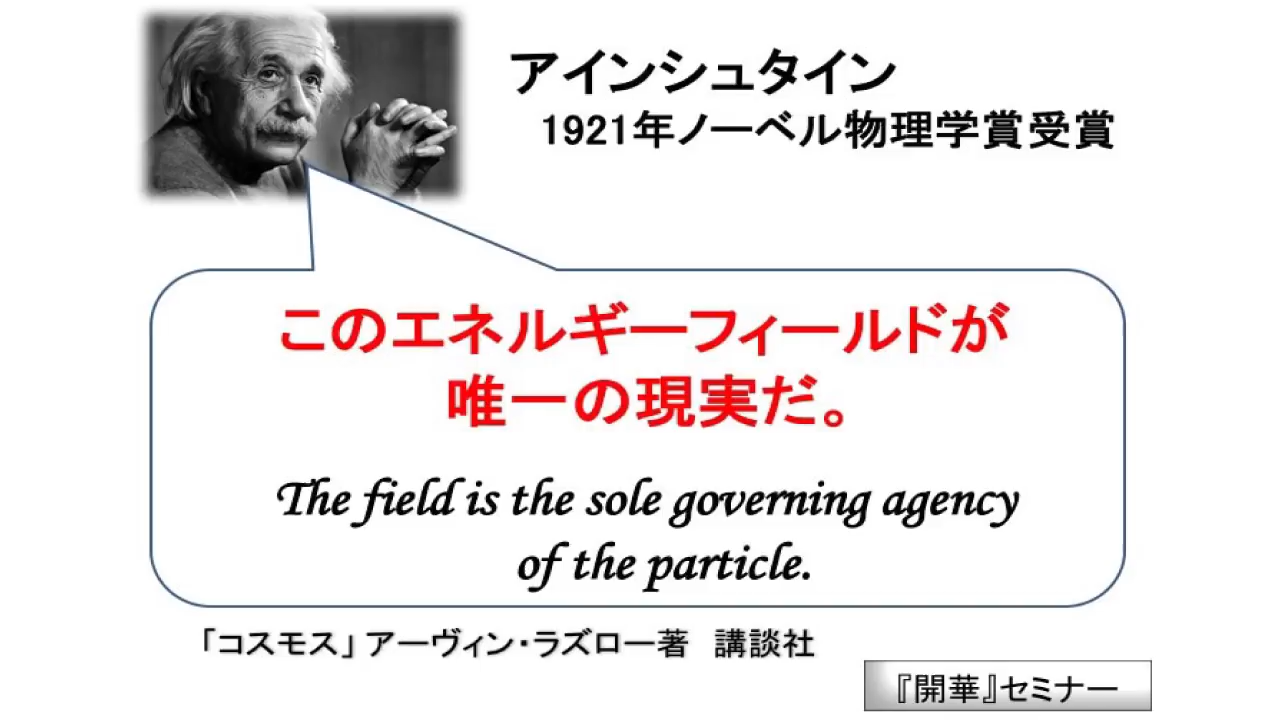 アインシュタイン
1921年ノーベル物理学賞受賞
このエネルギーフィールドが
唯一の現実だ。
The field is the sole governing agency
of the particle.
「コスモス」 アーヴィン・ラズロー著　講談社
『開華』セミナー